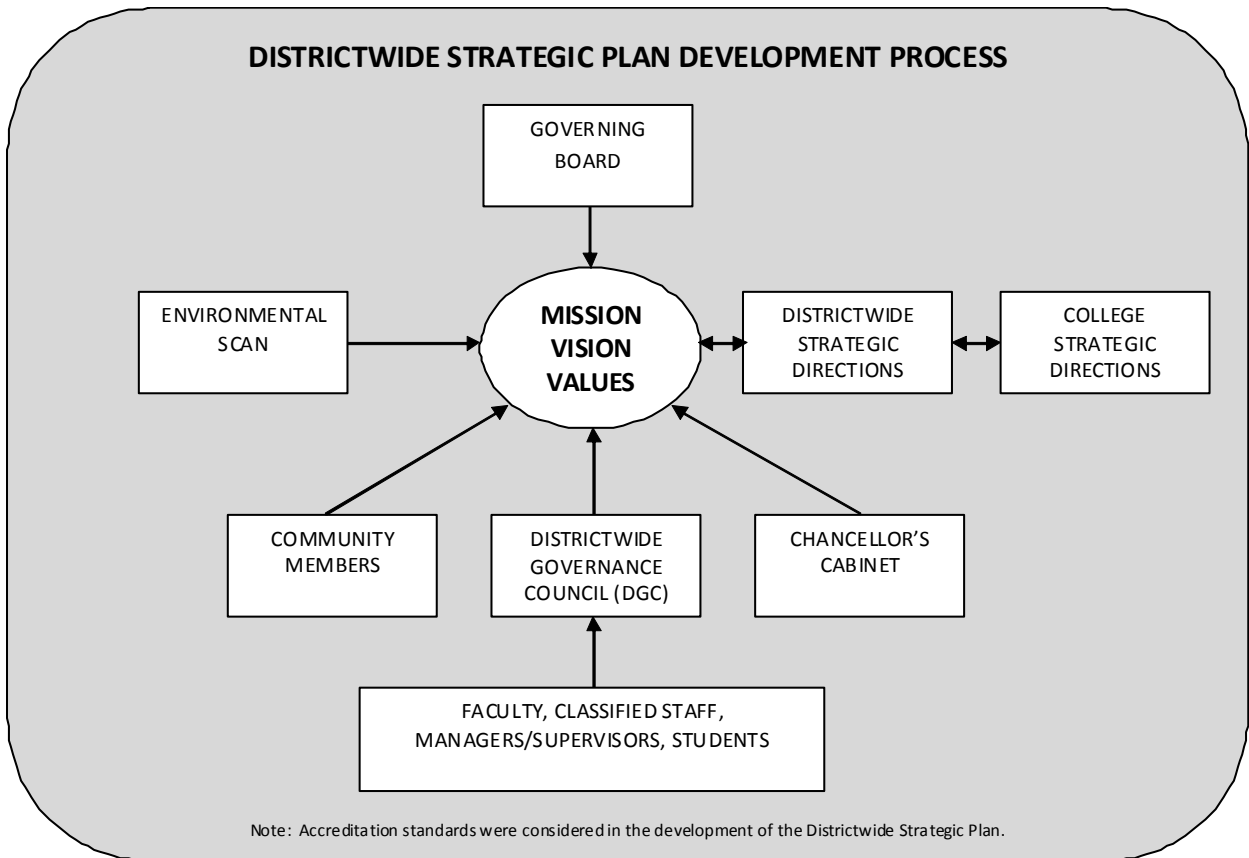 DISTRICTWIDE STRATEGIC PLAN DEVELOPMENT PROCESS
GOVERNING
BOARD
ENVIRONMENTAL
SCAN
MISSION
VISION
VALUES
DISTRICTWIDE
STRATEGIC
DIRECTIONS
COLLEGE
STRATEGIC
DIRECTIONS
COMMUNITY
MEMBERS
DISTRICTWIDE
GOVERNANCE
COUNCIL (DGC)
CHANCELLOR’S
CABINET
FACULTY, CLASSIFIED STAFF,
MANAGERS/SUPERVISORS, STUDENTS
Note: Accreditation standards were considered in the development of the Districtwide Strategic Plan.